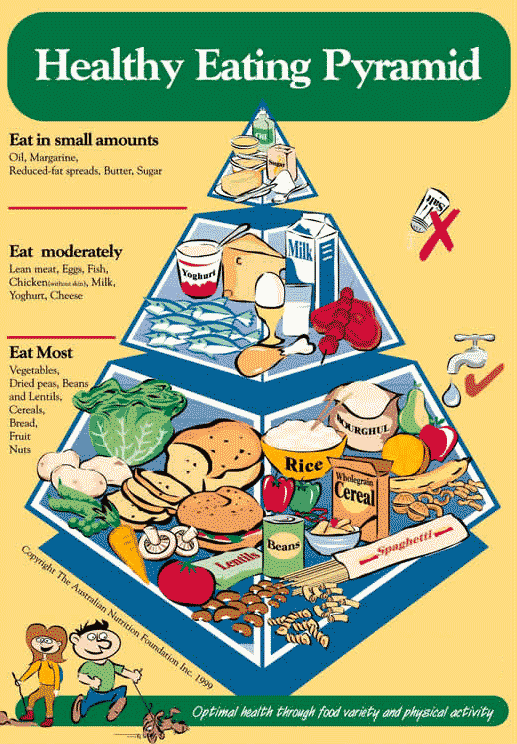 Healthy Eating Pyramid
Eat in small amounts
Oil, Margarine,
Reduced-fat spreads, Butter, Sugar
OIL
Sugar
Salt
Eat moderately
Lean meat, Eggs, Fish,
Chicken(without skin), Milk,
Yoghurt, Cheese
Yoghurt
Milk
Eat Most
Vegetables,
Dried peas, Beans
and Lentils,
Cereals,
Bread,
Fruit
Nuts
BOURGHUL
Rice
Wholegrain
Cereal
Beans
Lentils
Spaghetti
Copyright The Australian Nutrition Foundation Inc. 1999
Optimal health through food variety and physical activity